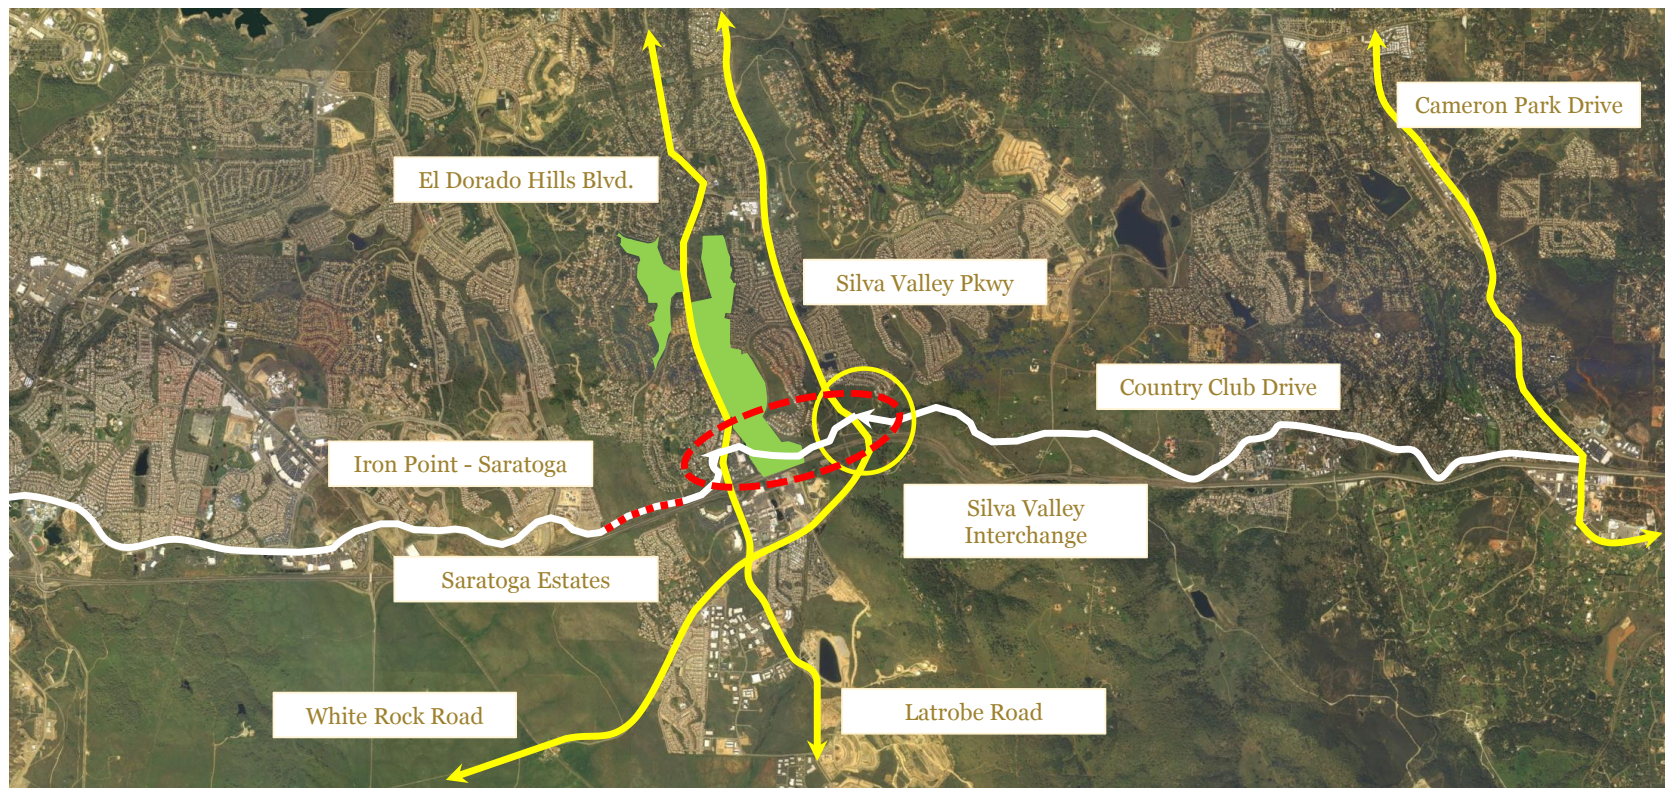 Cameron Park Drive
El Dorado Hills Blvd.
Silva Valley Pkwy
Country Club Drive
Iron Point - Saratoga
Silva Valley
Interchange
Saratoga Estates
White Rock Road
Latrobe Road